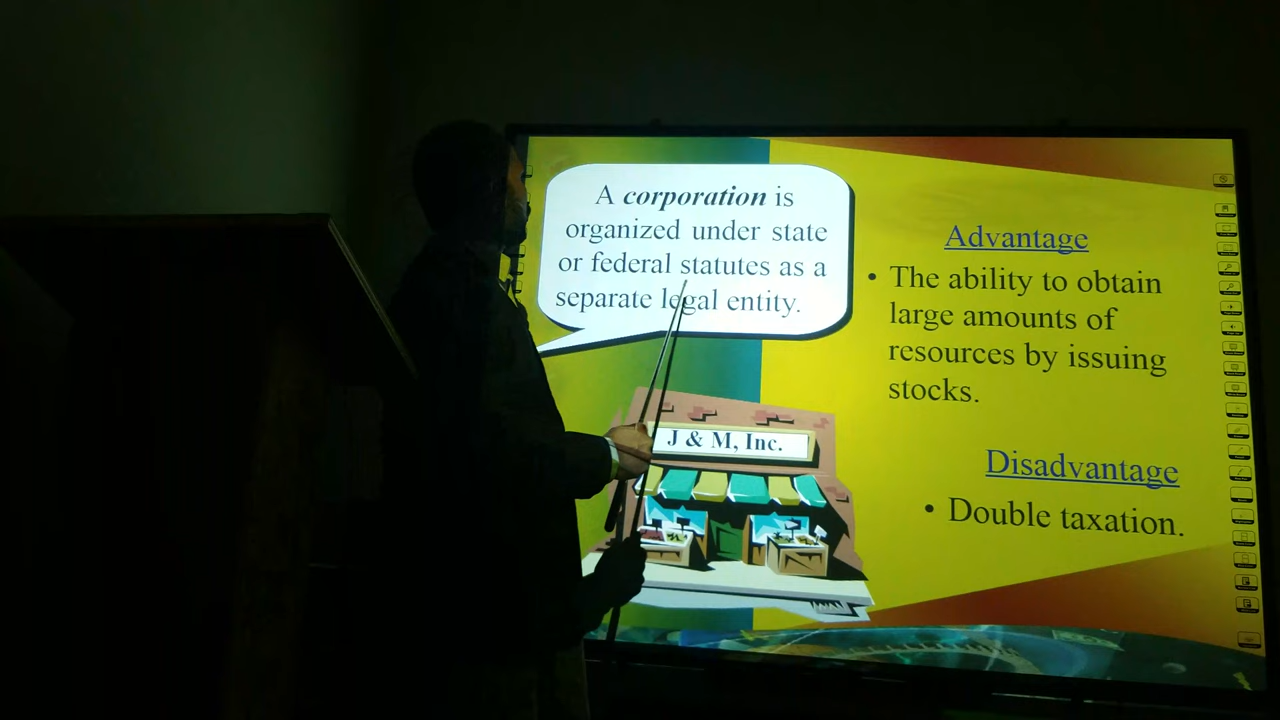 A corporation is
organized under state
or federal statutes as a
separate legal entity.
J & M, Inc.
Advantage
• The ability to obtain
large amounts of
resources by issuing
stocks.
Disadvantage
• Double taxation.